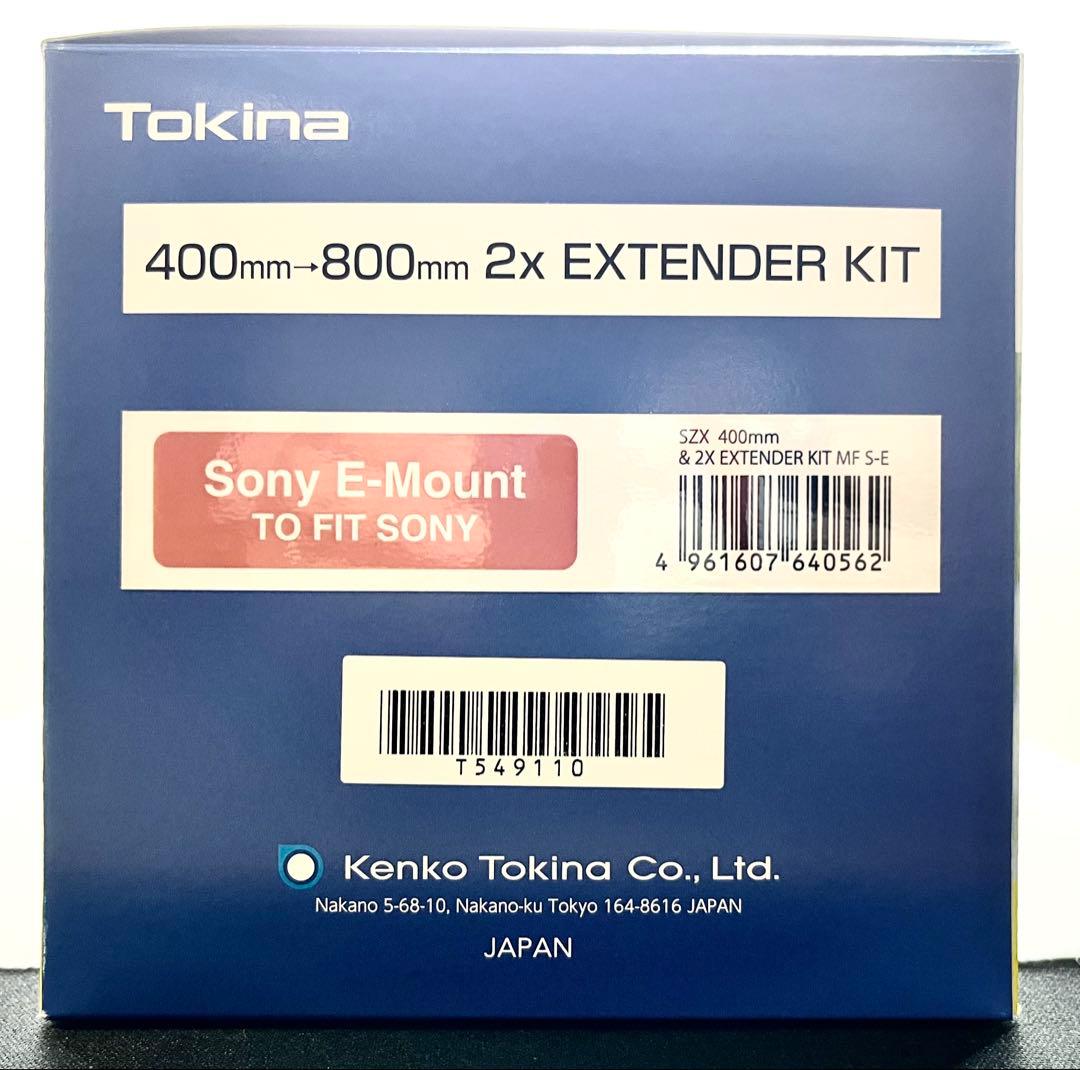 Tokina
400mm→800mm 2x EXTENDER KIT
Sony E-Mount
TO FIT SONY
SZX 400mm
& 2X EXTENDER KIT MF S-E
4 961607 640562
T549110
Kenko Tokina Co., Ltd.
Nakano 5-68-10, Nakano-ku Tokyo 164-8616 JAPAN
JAPAN